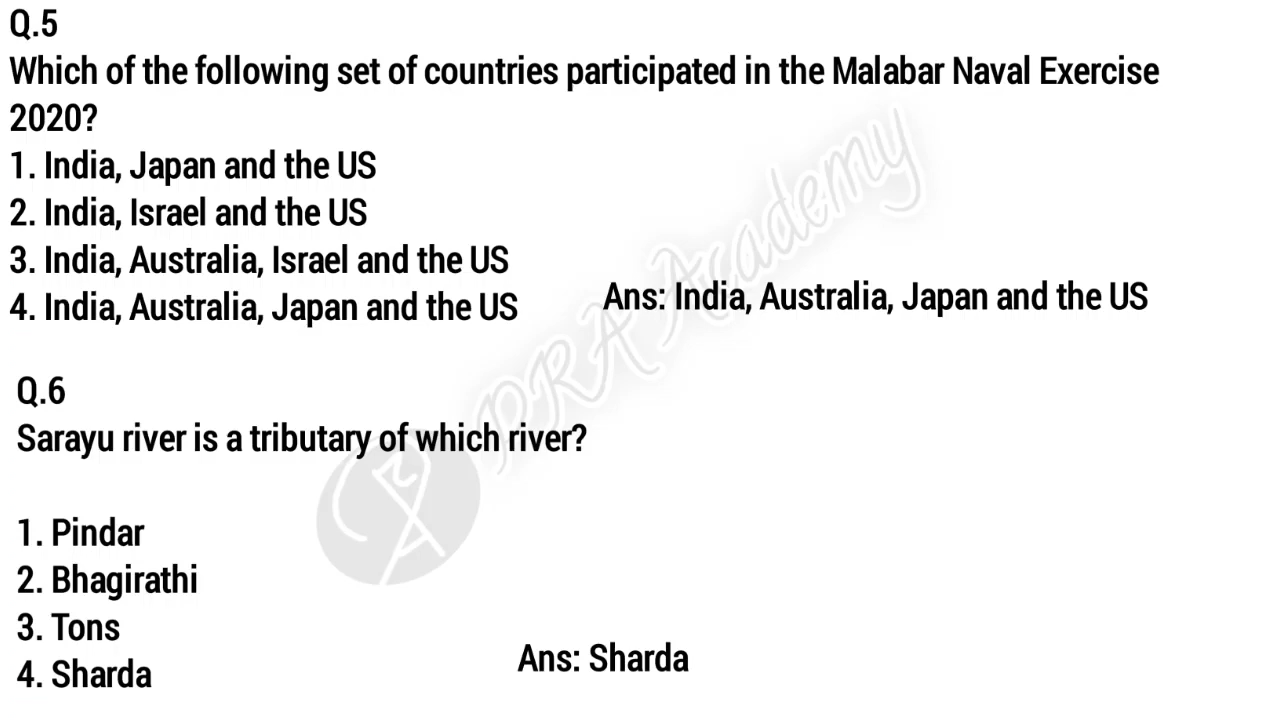 Q.5
Which of the following set of countries participated in the Malabar Naval Exercise
2020?
1. India, Japan and the US
2. India, Israel and the US
3. India, Australia, Israel and the US
4. India, Australia, Japan and the US
Ans: India, Australia, Japan and the US
PRA Academy
Q.6
Sarayu river is a tributary of which river?
1. Pindar
2. Bhagirathi
3. Tons
4. Sharda
Ans: Sharda